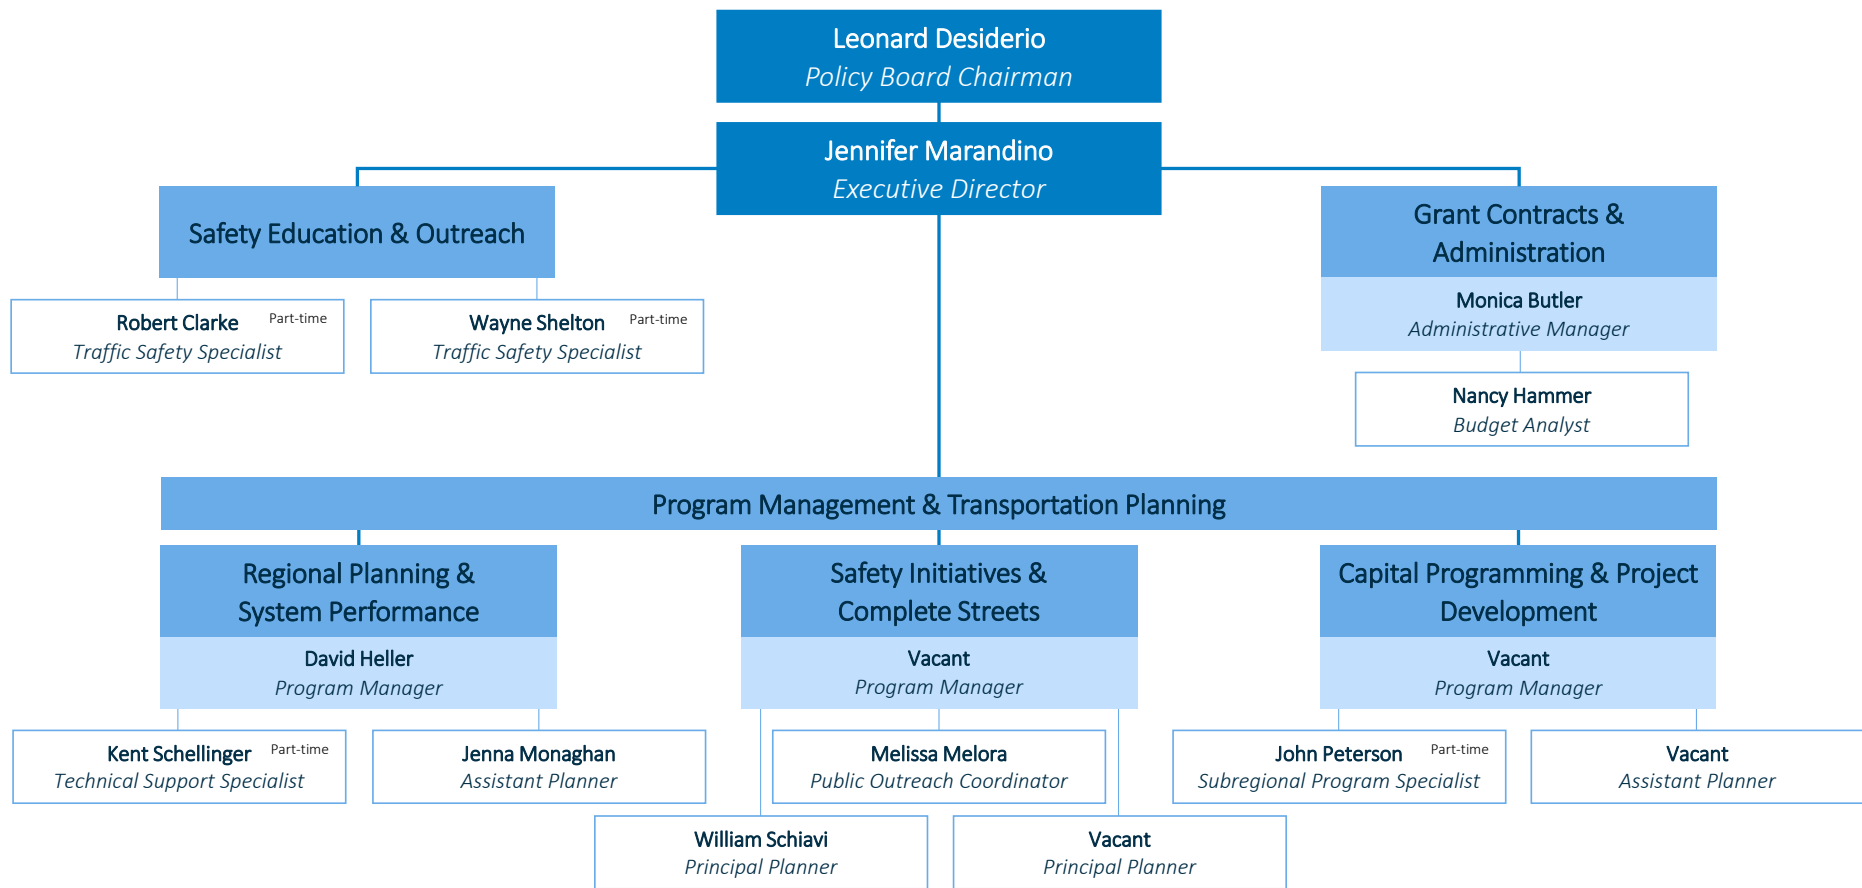 Leonard Desiderio
Policy Board Chairman
Jennifer Marandino
Executive Director
Safety Education & Outreach
Robert Clarke Part-time
Traffic Safety Specialist
Wayne Shelton Part-time
Traffic Safety Specialist
Grant Contracts &
Administration
Monica Butler
Administrative Manager
Nancy Hammer
Budget Analyst
Program Management & Transportation Planning
Regional Planning &
System Performance
David Heller
Program Manager
Kent Schellinger Part-time
Technical Support Specialist
Jenna Monaghan
Assistant Planner
Safety Initiatives &
Complete Streets
Vacant
Program Manager
Melissa Melora
Public Outreach Coordinator
William Schiavi
Principal Planner
Vacant
Principal Planner
Capital Programming & Project
Development
Vacant
Program Manager
John Peterson Part-time
Subregional Program Specialist
Vacant
Assistant Planner